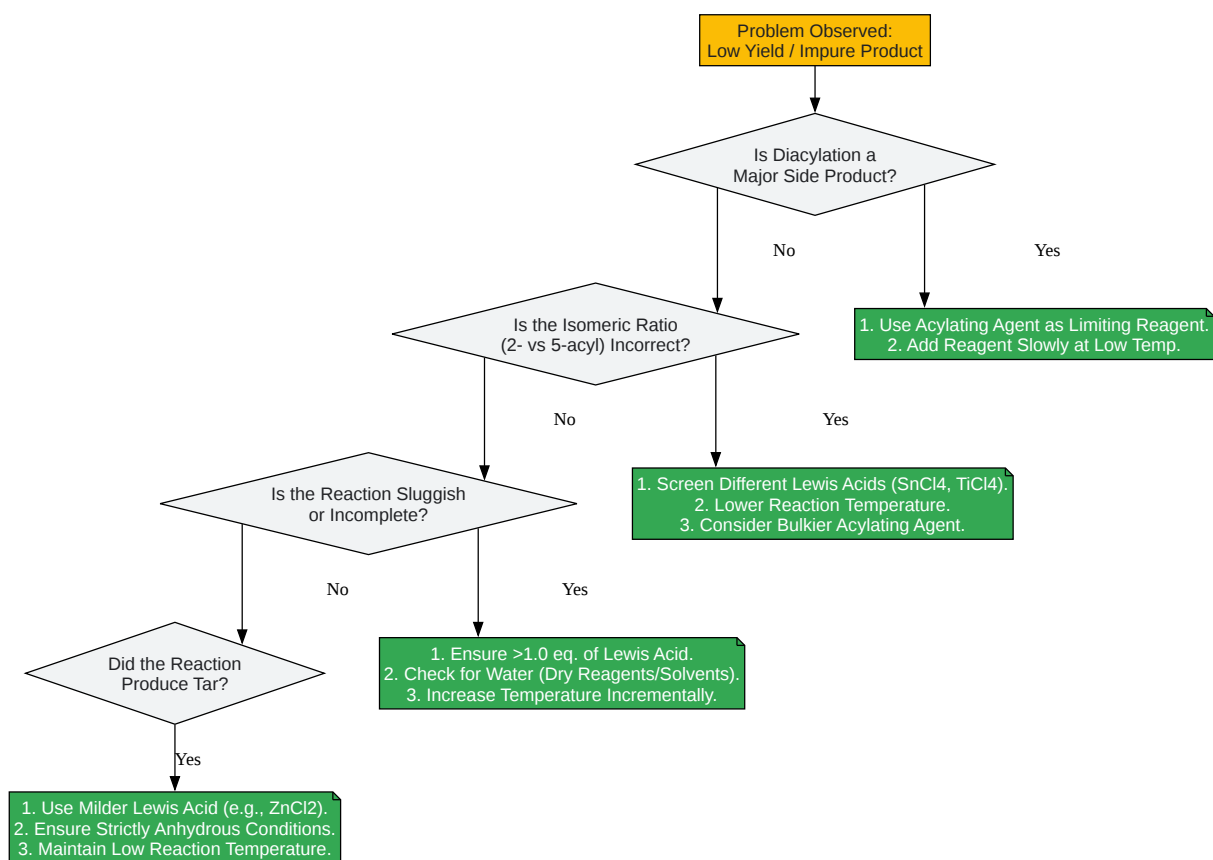 Problem Observed:
Low Yield / Impure Product
Is Diacylation a
Major Side Product?
No
Yes
Is the Isomeric Ratio
(2- vs 5-acyl) Incorrect?
1. Use Acylating Agent as Limiting Reagent.
2. Add Reagent Slowly at Low Temp.
No
Yes
Is the Reaction Sluggish
or Incomplete?
1. Screen Different Lewis Acids (SnCl4, TiCl4).
2. Lower Reaction Temperature.
3. Consider Bulkier Acylating Agent.
No
Yes
Did the Reaction
Produce Tar?
1. Ensure >1.0 eq. of Lewis Acid.
2. Check for Water (Dry Reagents/Solvents).
3. Increase Temperature Incrementally.
Yes
1. Use Milder Lewis Acid (e.g., ZnCl2).
2. Ensure Strictly Anhydrous Conditions.
3. Maintain Low Reaction Temperature.